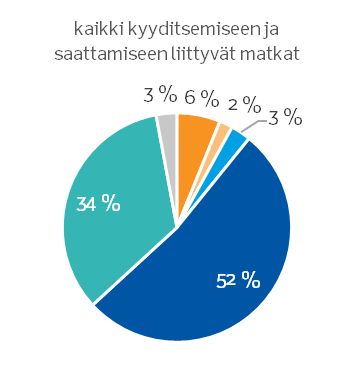 kaikki kyyditsemiseen ja
saattamiseen liittyvät matkat
3 % 6 % 2 %
3 %
34 %
52 %